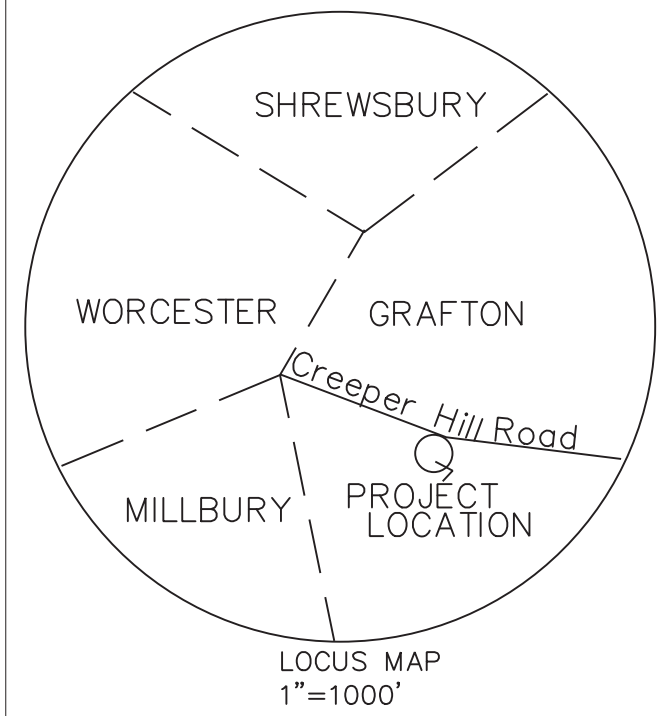 SHREWSBURY
WORCESTER
GRAFTON
Creeper Hill Road
MILLBURY
PROJECT
LOCATION
LOCUS MAP
1"=1000'